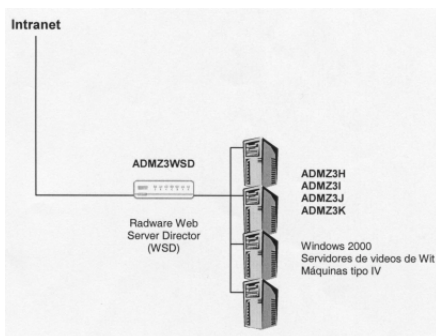 Intranet
ADMZ3WSD
Radware Web
Server Director
(WSD)
ADMZ3H
ADMZ3I
ADMZ3J
ADMZ3K
Windows 2000
Servidores de videos de Wit
Máquinas tipo IV